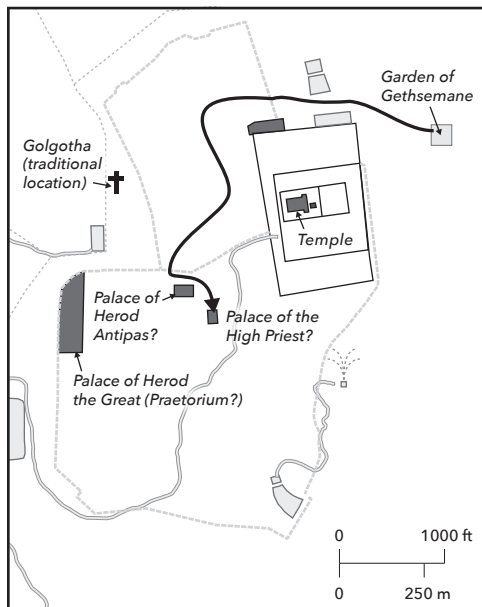 Garden of
Gethsemane
Golgotha
(traditional
location)
Temple
Palace of
Herod
Antipas?
Palace of the
High Priest?
Palace of Herod
the Great (Praetorium?)
0
1000 ft
0
250 m